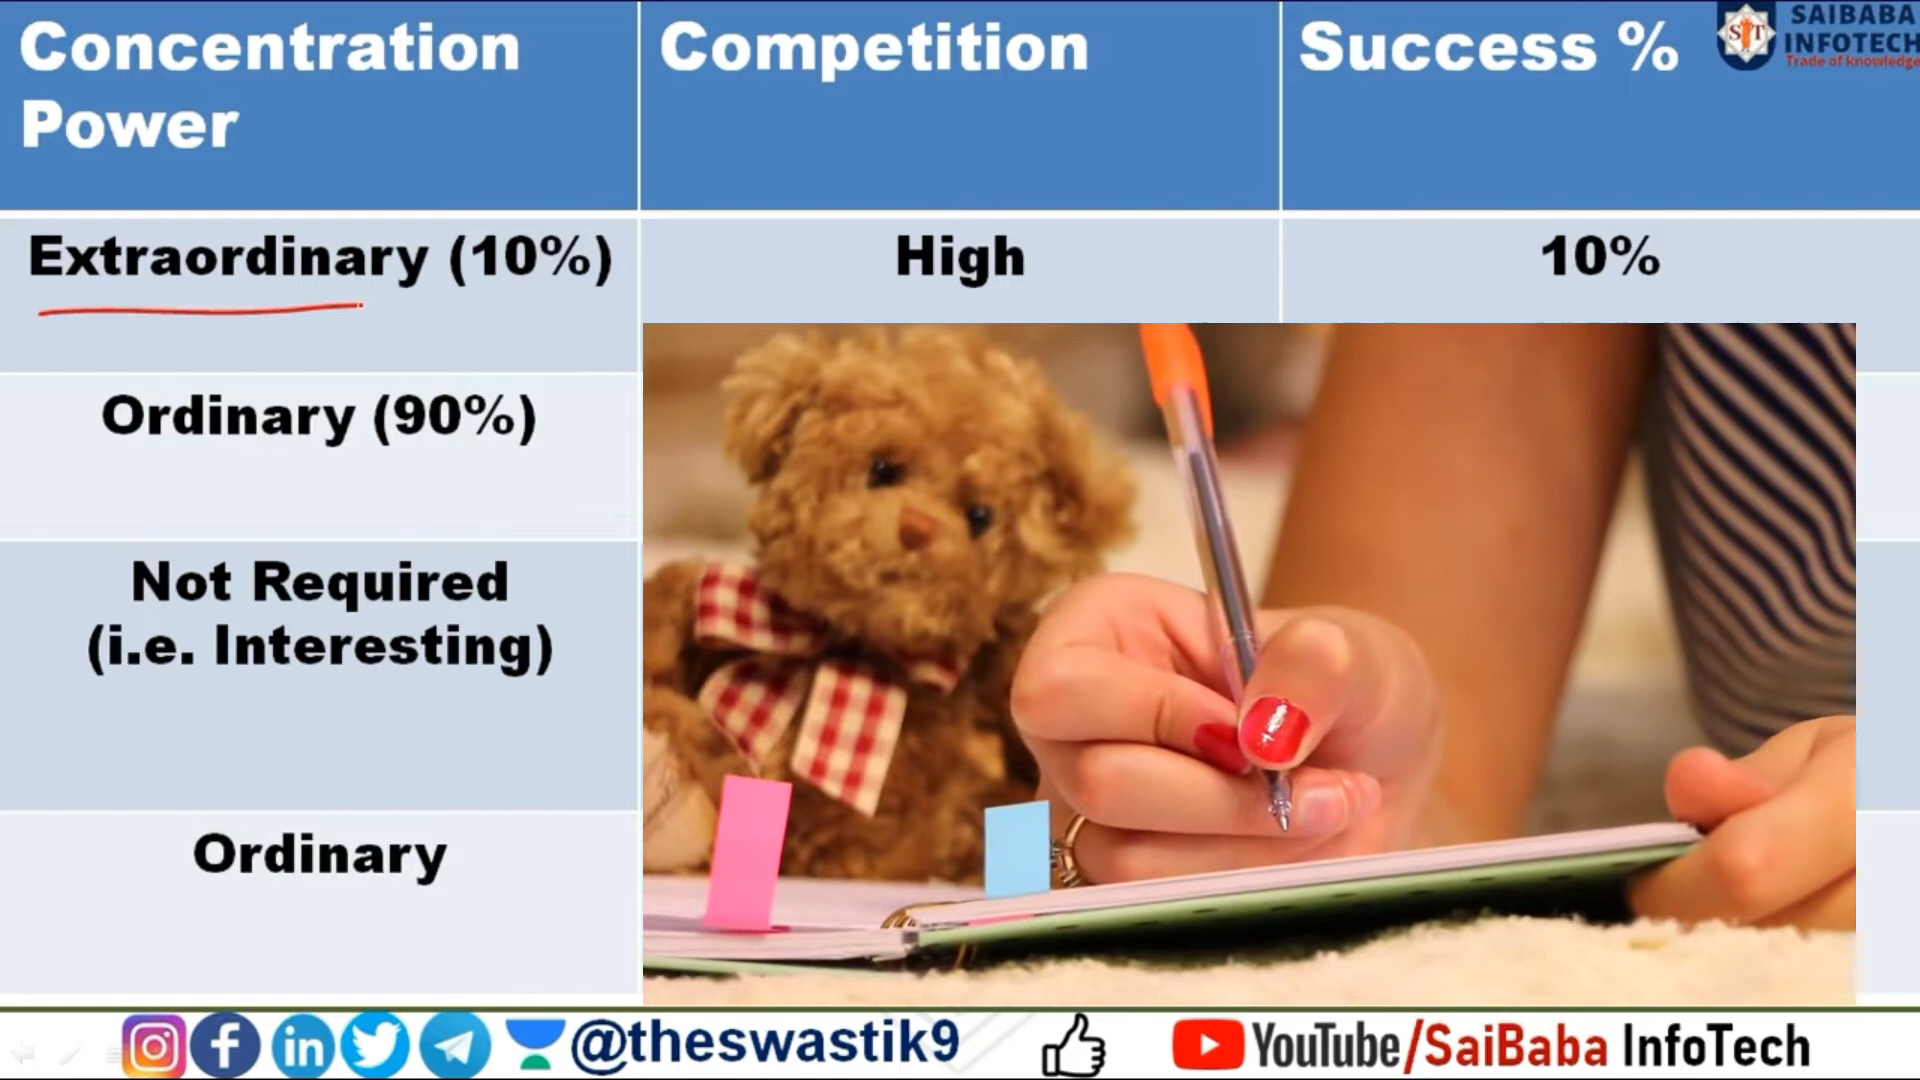 Concentration
Power
Competition
Success %
SAIBABA
INFOTECH
Trade of knowledge
SIT
Extraordinary (10%)
High
10%
Ordinary (90%)
Not Required
(i.e. Interesting)
Ordinary
@theswastik9
YouTube/SaiBaba InfoTech